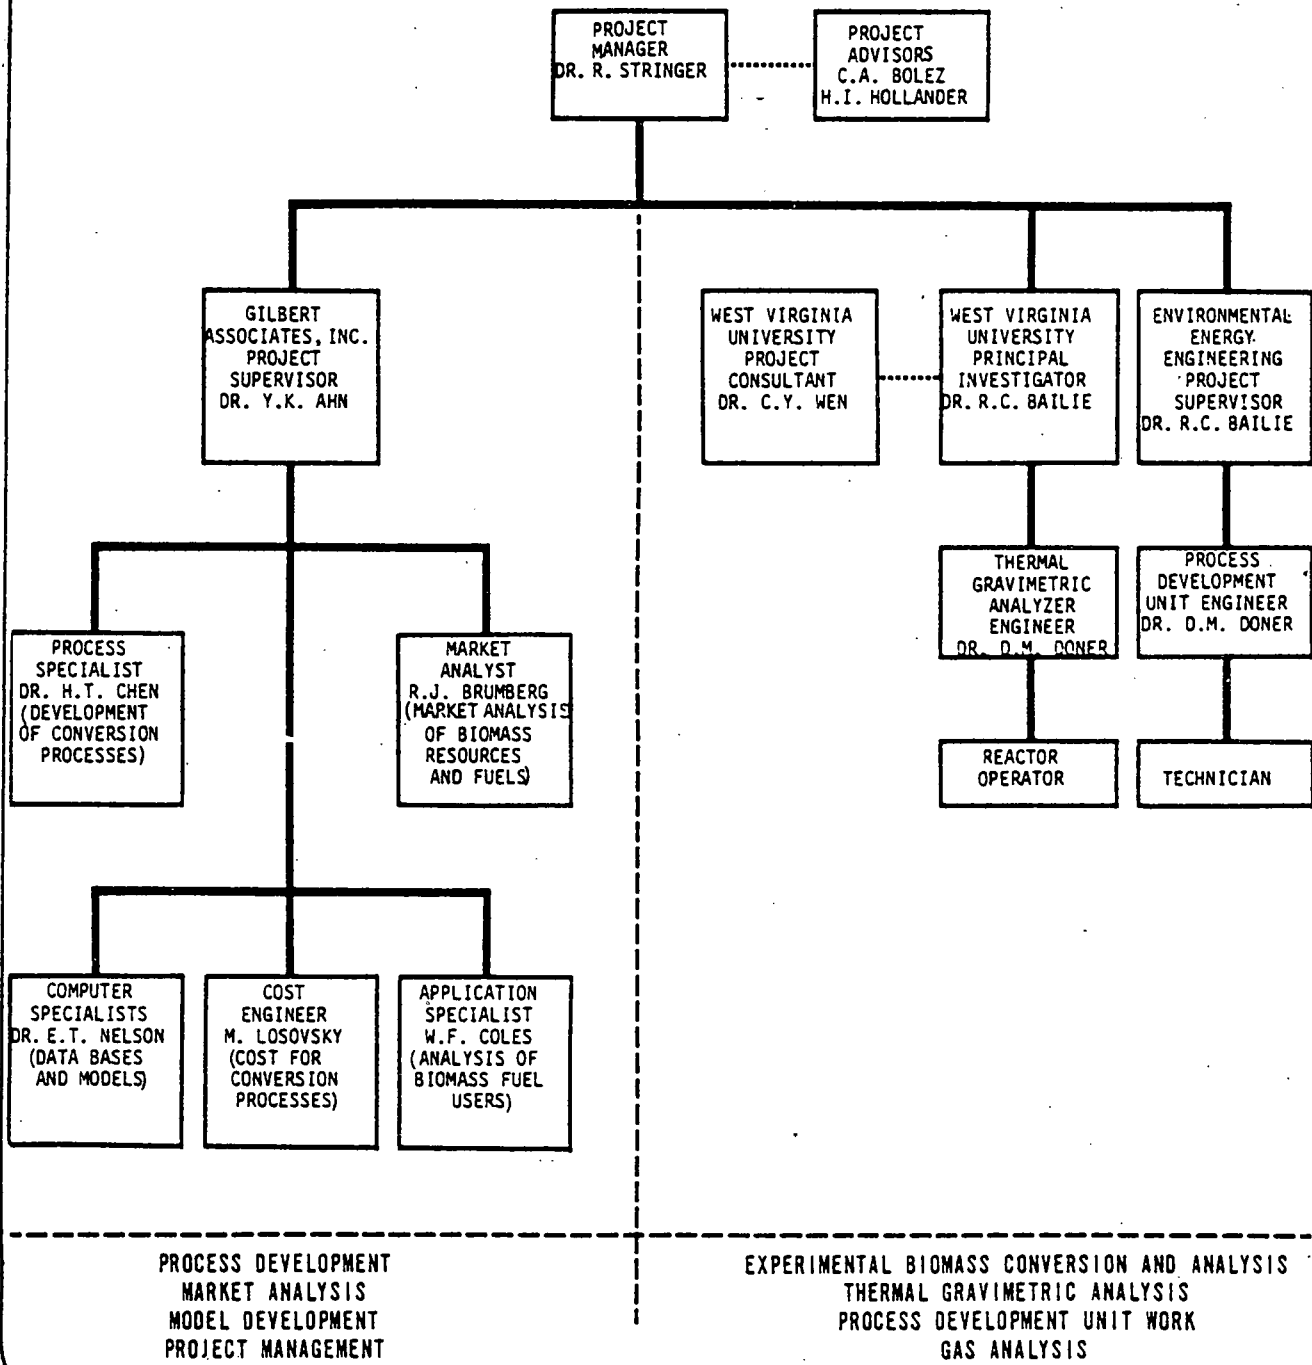 PROJECT
MANAGER
DR. R. STRINGER
PROJECT
ADVISORS
C.A. BOLEZ
H.I. HOLLANDER
GILBERT
ASSOCIATES, INC.
PROJECT
SUPERVISOR
DR. Y.K. AHN
WEST VIRGINIA
UNIVERSITY
PROJECT
CONSULTANT
DR. C.Y. WEN
WEST VIRGINIA
UNIVERSITY
PRINCIPAL
INVESTIGATOR
DR. R.C. BAILIE
ENVIRONMENTAL
ENERGY
ENGINEERING
PROJECT
SUPERVISOR
DR. R.C. BAILIE
PROCESS
SPECIALIST
DR. H.T. CHEN
(DEVELOPMENT
OF CONVERSION
PROCESSES)
MARKET
ANALYST
R.J. BRUMBERG
(MARKET ANALYSIS
OF BIOMASS
RESOURCES
AND FUELS)
THERMAL
GRAVIMETRIC
ANALYZER
ENGINEER
DR. D.M. DONER
PROCESS
DEVELOPMENT
UNIT ENGINEER
DR. D.M. DONER
REACTOR
OPERATOR
TECHNICIAN
COMPUTER
SPECIALISTS
DR. E.T. NELSON
(DATA BASES
AND MODELS)
COST
ENGINEER
M. LOSOVSKY
(COST FOR
CONVERSION
PROCESSES)
APPLICATION
SPECIALIST
W.F. COLES
(ANALYSIS OF
BIOMASS FUEL
USERS)
PROCESS DEVELOPMENT
MARKET ANALYSIS
MODEL DEVELOPMENT
PROJECT MANAGEMENT
EXPERIMENTAL BIOMASS CONVERSION AND ANALYSIS
THERMAL GRAVIMETRIC ANALYSIS
PROCESS DEVELOPMENT UNIT WORK
GAS ANALYSIS